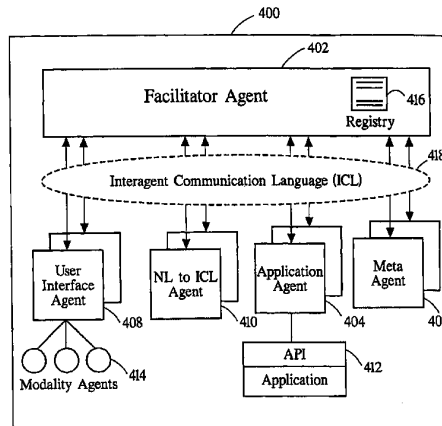 400
402
Facilitator Agent
416
Registry
418
Interagent Communication Language (ICL)
User
Interface
Agent
NL to ICL
Agent
Application
Agent
Meta
Agent
408
410
404
40
414
Modality Agents
API
Application
412